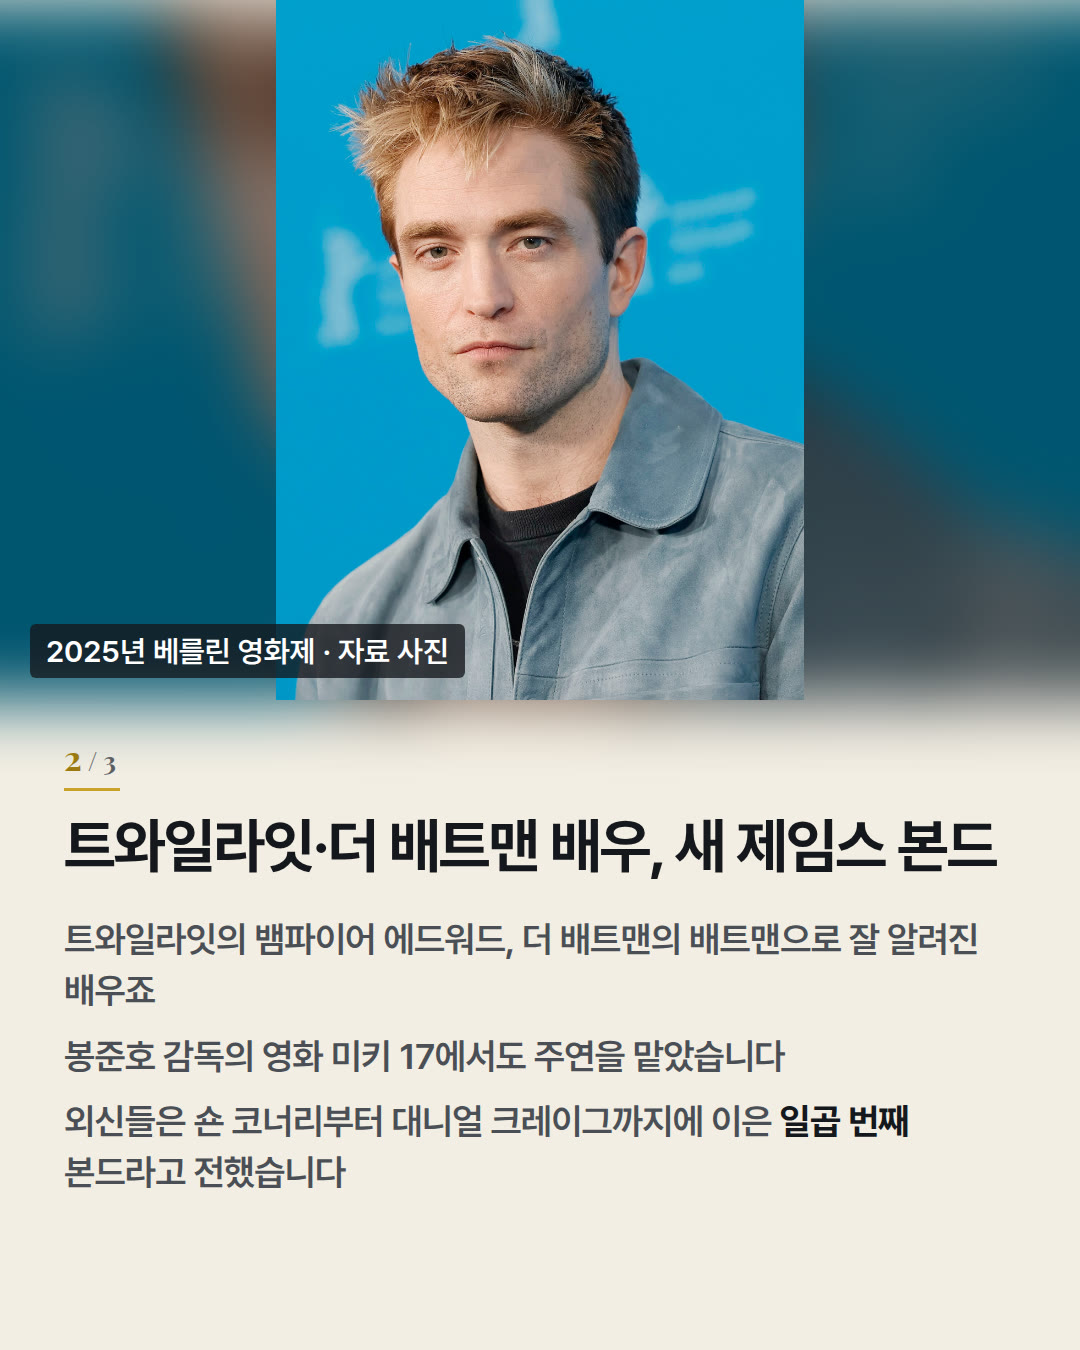 2025년 베를린 영화제 · 자료 사진
2 / 3
트와일라잇·더 배트맨 배우, 새 제임스 본드
트와일라잇의 뱀파이어 에드워드, 더 배트맨의 배트맨으로 잘 알려진
배우죠
봉준호 감독의 영화 미키 17에서도 주연을 맡았습니다
외신들은 숀 코너리부터 대니얼 크레이그까지에 이은 일곱 번째
본드라고 전했습니다